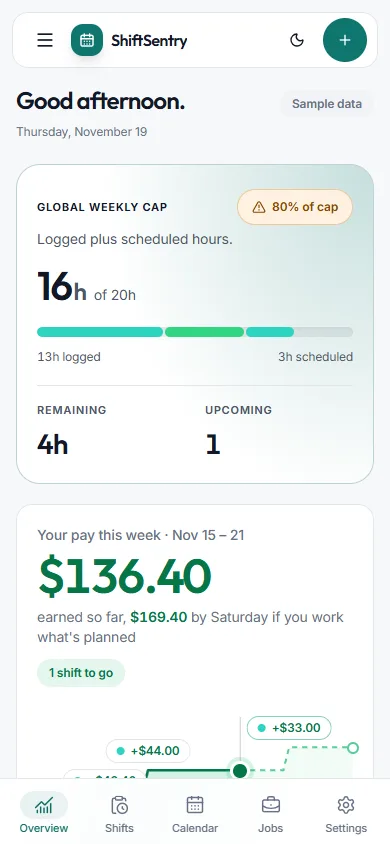 ShiftSentry
Good afternoon.
Sample data
Thursday, November 19
GLOBAL WEEKLY CAP
80% of cap
Logged plus scheduled hours.
16h of 20h
13h logged
3h scheduled
REMAINING
UPCOMING
4h
1
Your pay this week · Nov 15 – 21
$136.40
earned so far, $169.40 by Saturday if you work
what's planned
1 shift to go
+$33.00
+$44.00
Overview
Shifts
Calendar
Jobs
Settings